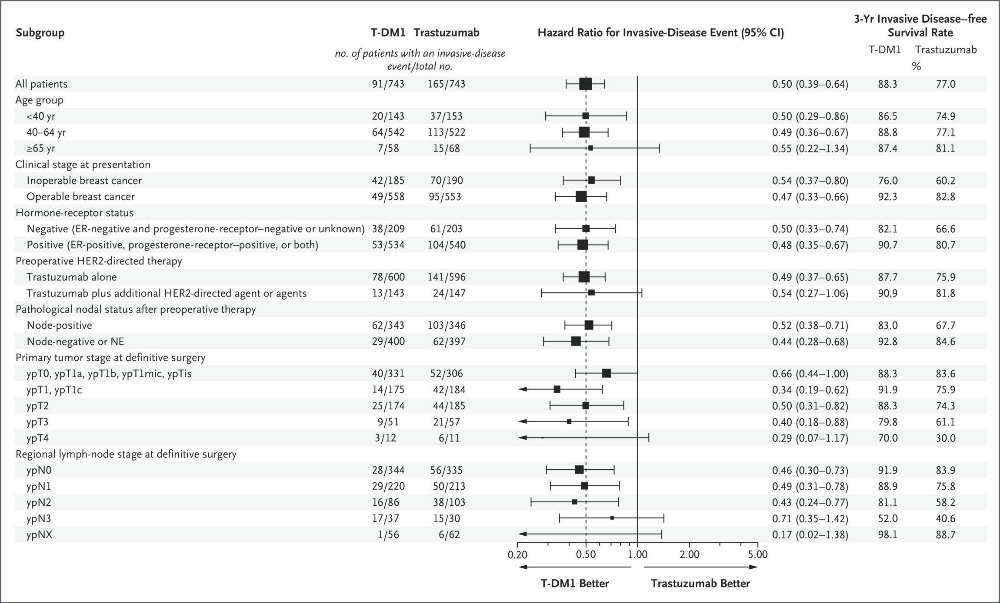 3-Yr Invasive Disease–free
Subgroup T-DM1 Trastuzumab Hazard Ratio for Invasive-Disease Event (95% CI) Survival Rate
no. of patients with an invasive-disease T-DM1 Trastuzumab
event/total no. %
All patients 91/743 165/743 0.50 (0.39–0.64) 88.3 77.0
Age group
<40 yr 20/143 37/153 0.50 (0.29–0.86) 86.5 74.9
40–64 yr 64/542 113/522 0.49 (0.36–0.67) 88.8 77.1
≥65 yr 7/58 15/68 0.55 (0.22–1.34) 87.4 81.1
Clinical stage at presentation
Inoperable breast cancer 42/185 70/190 0.54 (0.37–0.80) 76.0 60.2
Operable breast cancer 49/558 95/553 0.47 (0.33–0.66) 92.3 82.8
Hormone-receptor status
Negative (ER-negative and progesterone-receptor–negative or unknown) 38/209 61/203 0.50 (0.33–0.74) 82.1 66.6
Positive (ER-positive, progesterone-receptor–positive, or both) 53/534 104/540 0.48 (0.35–0.67) 90.7 80.7
Preoperative HER2-directed therapy
Trastuzumab alone 78/600 141/596 0.49 (0.37–0.65) 87.7 75.9
Trastuzumab plus additional HER2-directed agent or agents 13/143 24/147 0.54 (0.27–1.06) 90.9 81.8
Pathological nodal status after preoperative therapy
Node-positive 62/343 103/346 0.52 (0.38–0.71) 83.0 67.7
Node-negative or NE 29/400 62/397 0.44 (0.28–0.68) 92.8 84.6
Primary tumor stage at definitive surgery
ypT0, ypT1a, ypT1b, ypT1mic, ypTis 40/331 52/306 0.66 (0.44–1.00) 88.3 83.6
ypT1, ypT1c 14/175 42/184 0.34 (0.19–0.62) 91.9 75.9
ypT2 25/174 44/185 0.50 (0.31–0.82) 88.3 74.3
ypT3 9/51 21/57 0.40 (0.18–0.88) 79.8 61.1
ypT4 3/12 6/11 0.29 (0.07–1.17) 70.0 30.0
Regional lymph-node stage at definitive surgery
ypN0 28/344 56/335 0.46 (0.30–0.73) 91.9 83.9
ypN1 29/220 50/213 0.49 (0.31–0.78) 88.9 75.8
ypN2 16/86 38/103 0.43 (0.24–0.77) 81.1 58.2
ypN3 17/37 15/30 0.71 (0.35–1.42) 52.0 40.6
ypNX 1/56 6/62 0.17 (0.02–1.38) 98.1 88.7
0.20 0.50 1.00 2.00 5.00
T-DM1 Better Trastuzumab Better